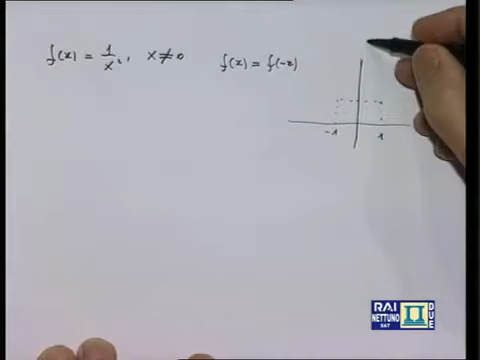 f(x) = 1/x², x ≠ 0
f(x) = f(-x)
-1 1
RAI
NETTUNO
SAT
DUE